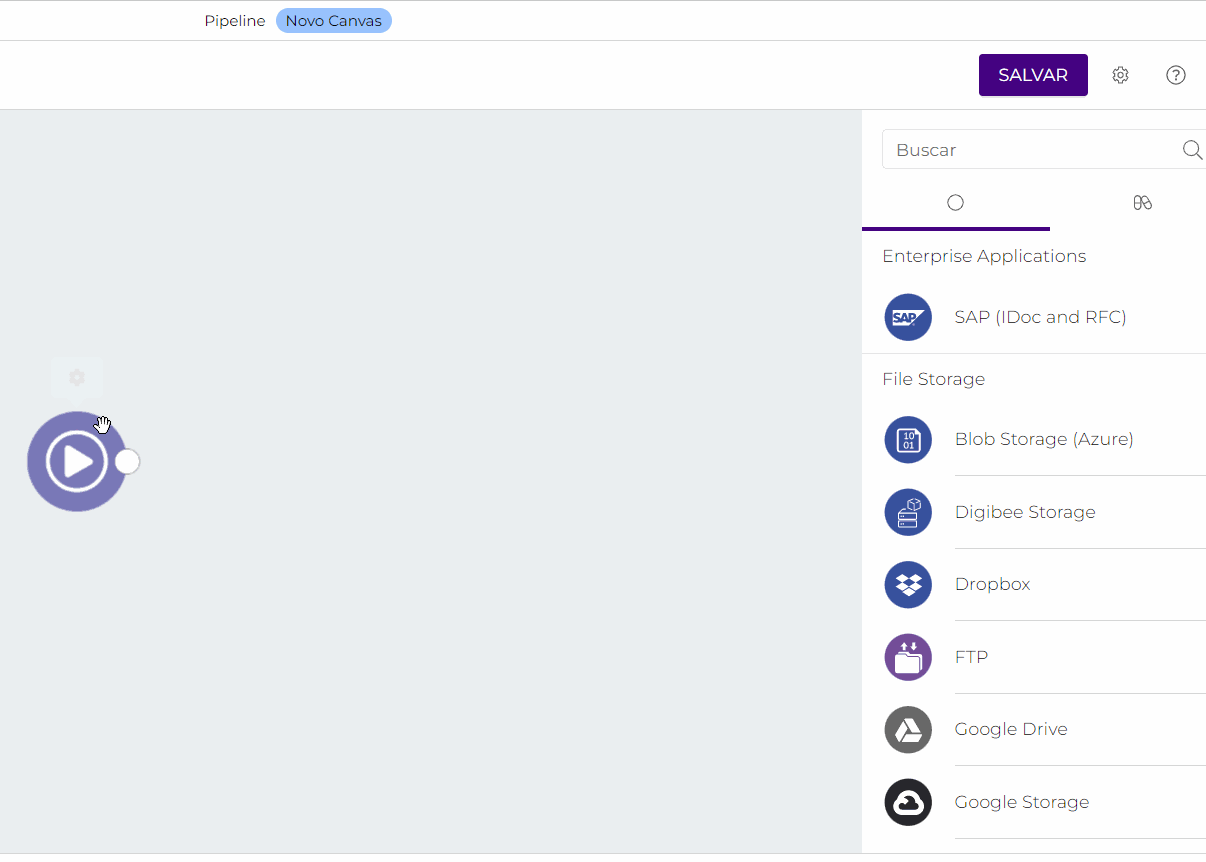 Pipeline Novo Canvas
SALVAR
?
Buscar
Enterprise Applications
SAP SAP (IDoc and RFC)
File Storage
10
01
Blob Storage (Azure)
Digibee Storage
Dropbox
FTP
Google Drive
Google Storage